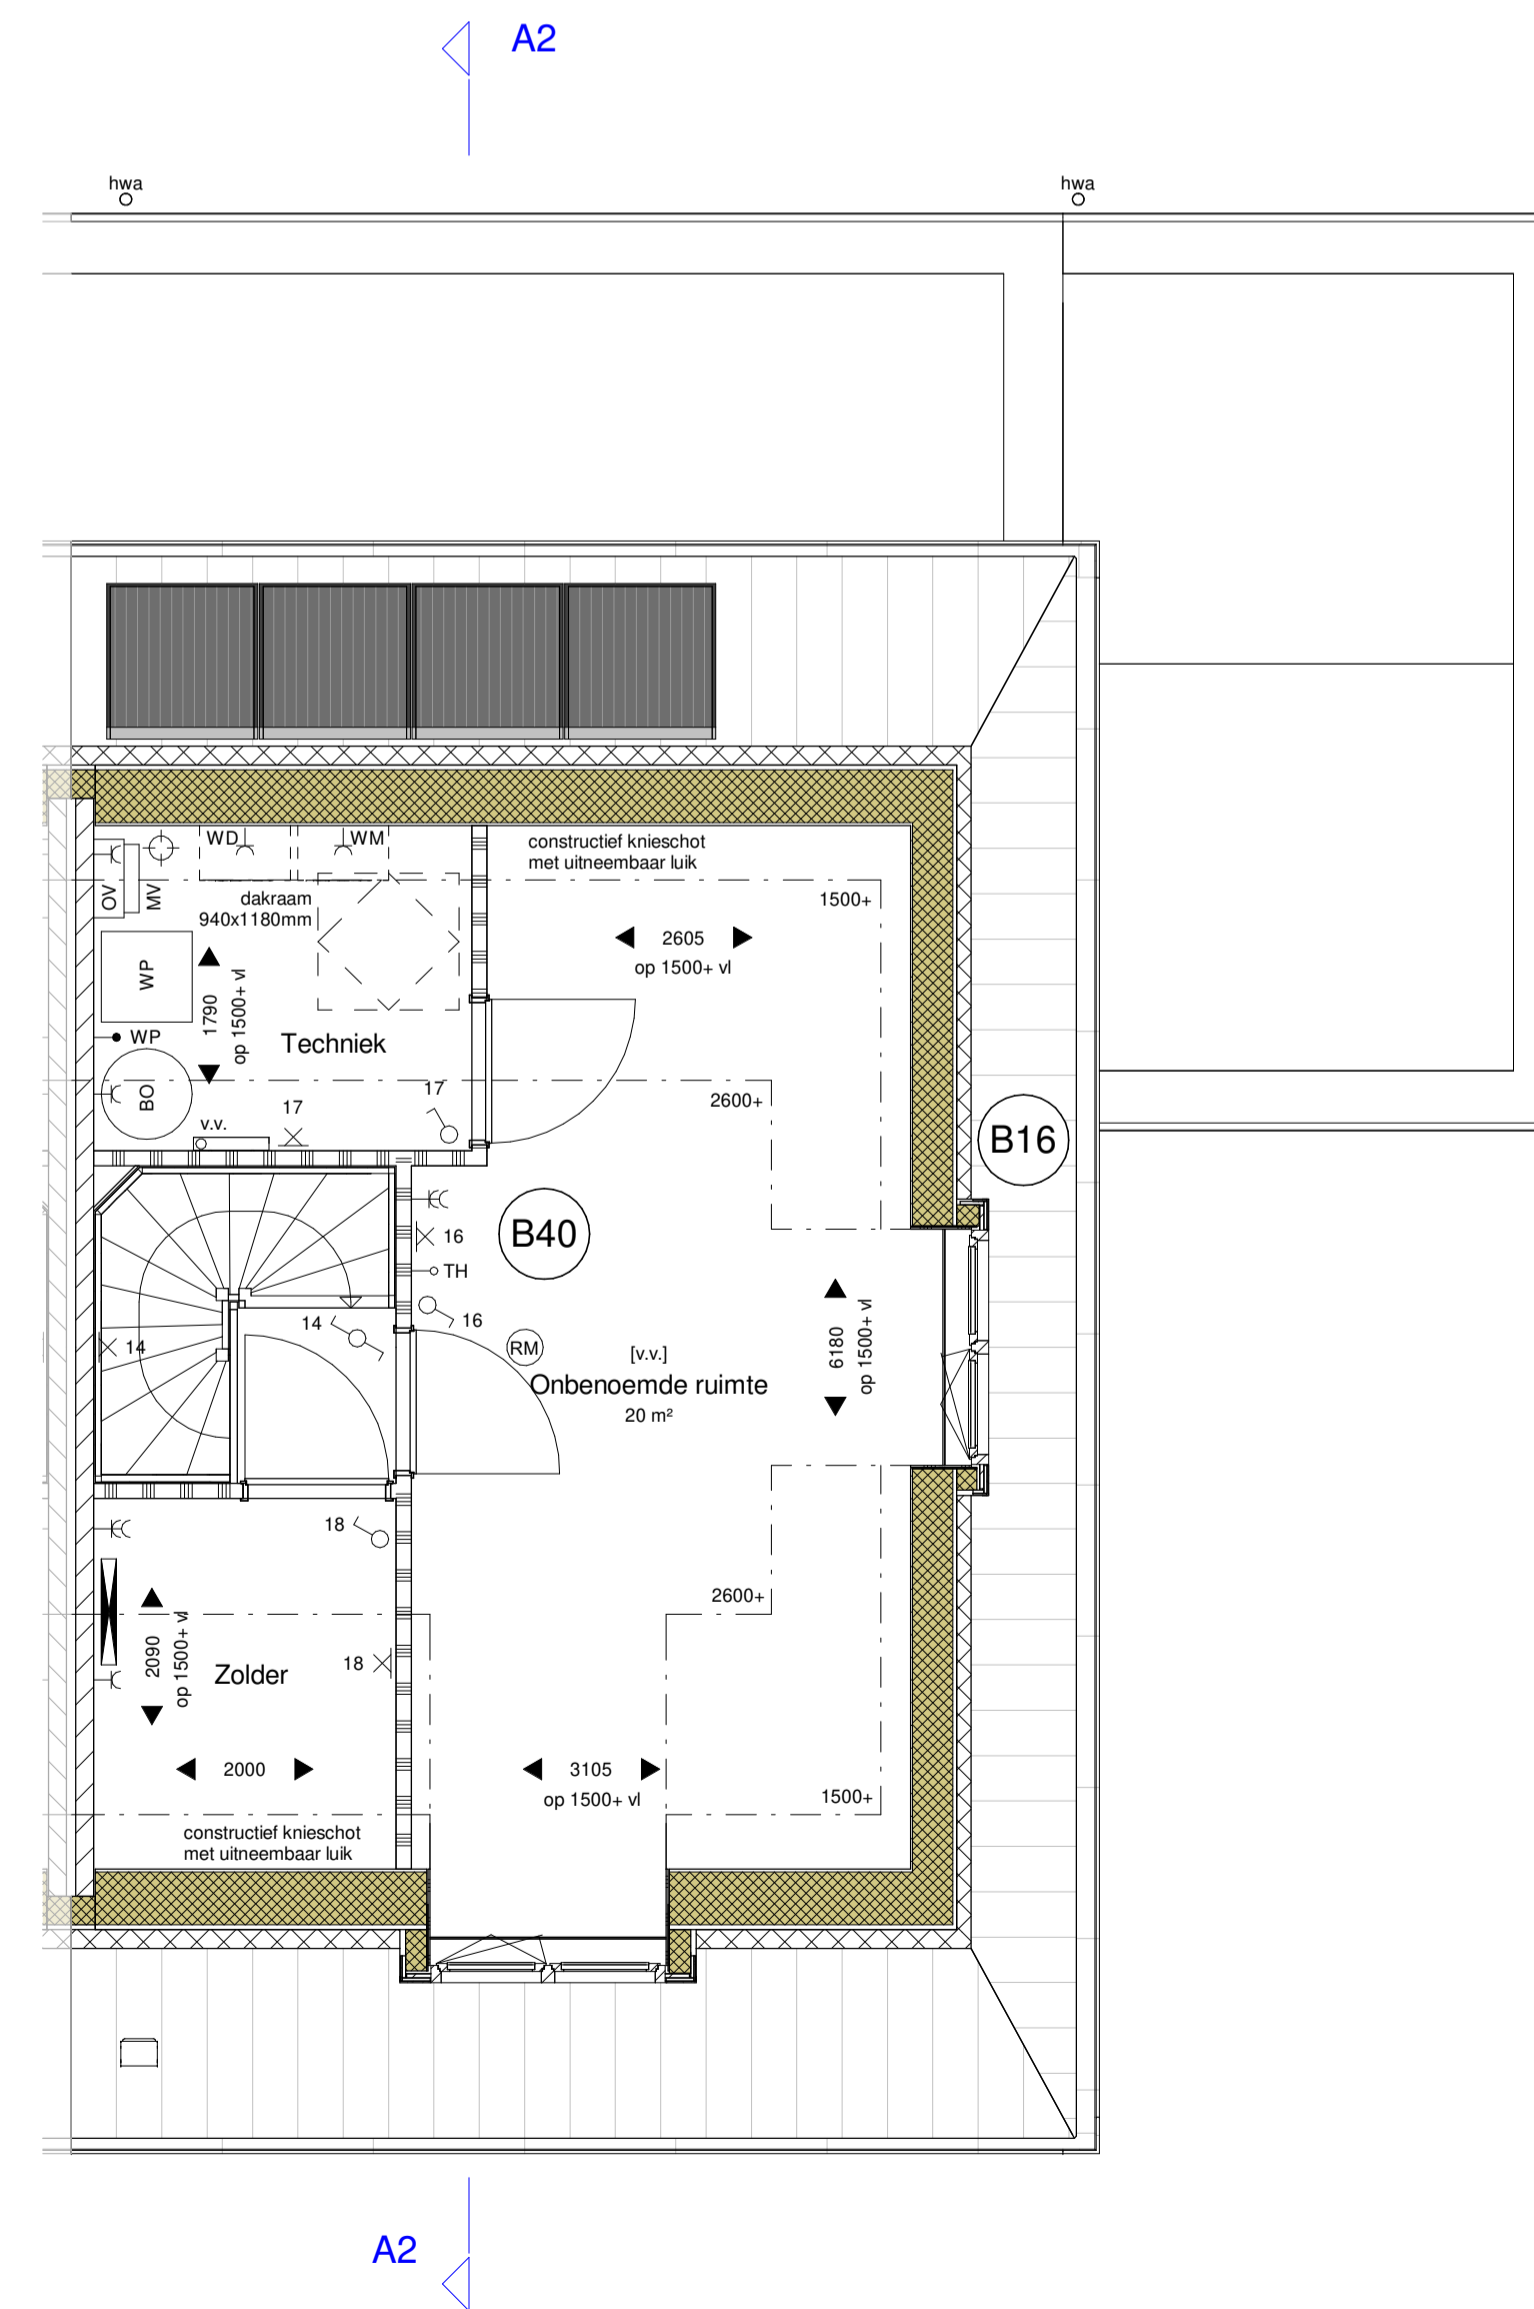 A2
hwa
hwa
WD
WM
constructief knieschot
met uitneembaar luik
OV
MV
dakraam
940x1180mm
1500+
2605
op 1500+ vl
WP
1790
op 1500+ vl
WP
Techniek
BO
17
2600+
17
v.v.
B16
B40
16
TH
14
16
14
RM
[v.v.]
Onbenoemde ruimte
20 m²
6180
op 1500+ vl
18
2600+
2090
op 1500+ vl
Zolder
18
2000
3105
op 1500+ vl
1500+
constructief knieschot
met uitneembaar luik
A2